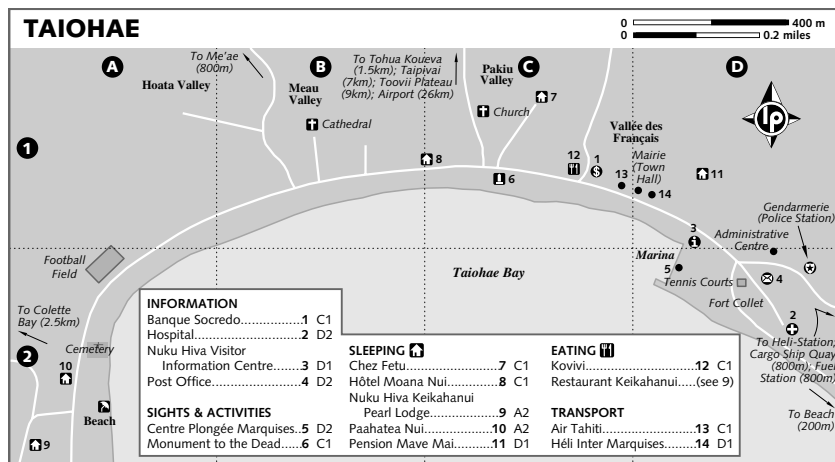 TAIOHAE
0 400 m
0 0.2 miles
A
B
C
D
To Me'ae
(800m)
Hoata Valley
Meau
Valley
Cathedral
To Tohua Koueva
(1.5km); Taipivai
(7km); Toovii Plateau
(9km); Airport (26km)
Pakiu
Valley
7
Church
1
8
6
12
1
$
Vallée des
Français
Mairie
(Town
Hall)
13
14
11
lp
Gendarmerie
(Police Station)
3
i
Administrative
Centre
Marina
5
Taiohae Bay
Tennis Courts
4
Fort Collet
2
Football
Field
To Colette
Bay (2.5km)
2
Cemetery
10
Beach
9
To Heli-Station;
Cargo Ship Quay
(800m); Fuel
Station (800m)
To Beach
(200m)
INFORMATION
Banque Socredo...................1 C1
Hospital................................2 D2
Nuku Hiva Visitor
Information Centre............3 D1
Post Office...........................4 D2
SIGHTS & ACTIVITIES
Centre Plongée Marquises..5 D2
Monument to the Dead......6 C1
SLEEPING
Chez Fetu.............................7 C1
Hôtel Moana Nui.................8 C1
Nuku Hiva Keikahanui
Pearl Lodge.......................9 A2
Paahatea Nui.....................10 A2
Pension Mave Mai..............11 D1
EATING
Kovivi................................12 C1
Restaurant Keikahanui.....(see 9)
TRANSPORT
Air Tahiti...........................13 C1
Héli Inter Marquises..........14 D1